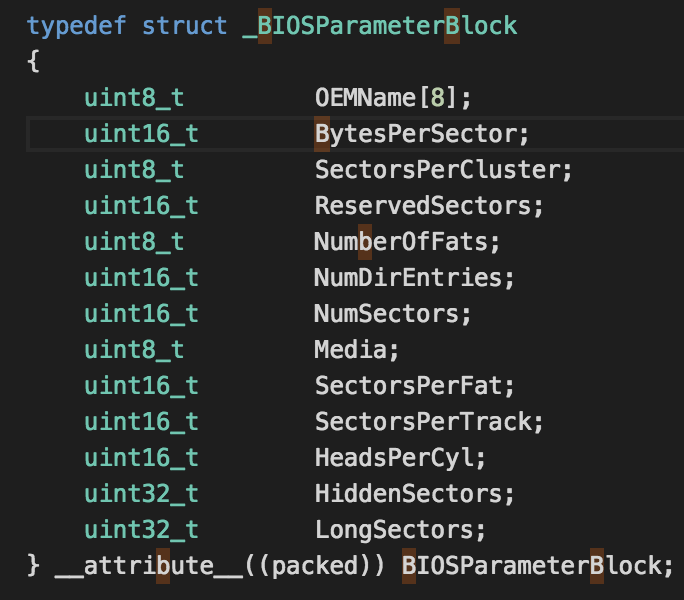 typedef struct _BIOSParameterBlock
{
    uint8_t         OEMName[8];
    uint16_t        BytesPerSector;
    uint8_t         SectorsPerCluster;
    uint16_t        ReservedSectors;
    uint8_t         NumberOfFats;
    uint16_t        NumDirEntries;
    uint16_t        NumSectors;
    uint8_t         Media;
    uint16_t        SectorsPerFat;
    uint16_t        SectorsPerTrack;
    uint16_t        HeadsPerCyl;
    uint32_t        HiddenSectors;
    uint32_t        LongSectors;
} __attribute__((packed)) BIOSParameterBlock;